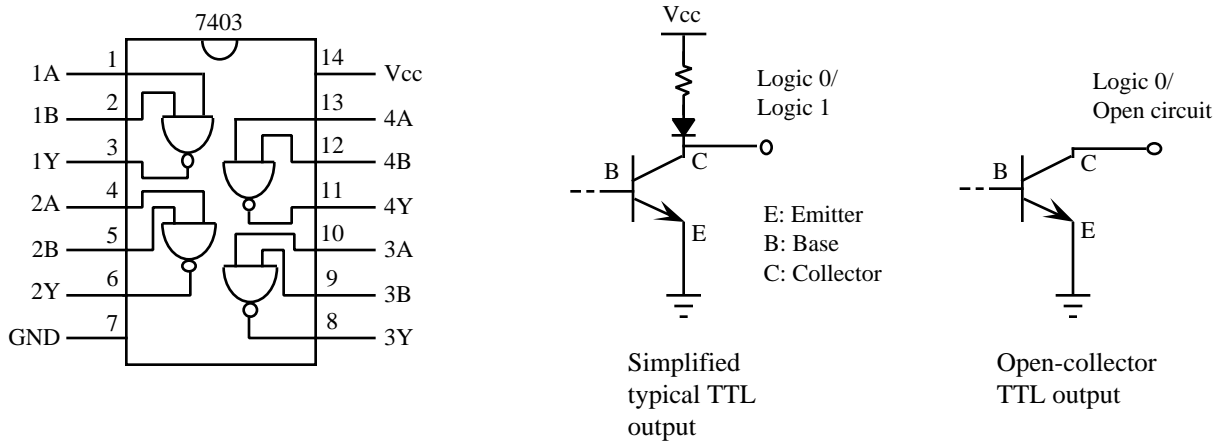 7403
1A 1 14 Vcc
1B 2 13 4A
1Y 3 12 4B
2A 4 11 4Y
2B 5 10 3A
2Y 6 9 3B
GND 7 8 3Y
Vcc
Logic 0/
Logic 1
B
C
E
E: Emitter
B: Base
C: Collector
Simplified
typical TTL
output
Logic 0/
Open circuit
B
C
E
Open-collector
TTL output